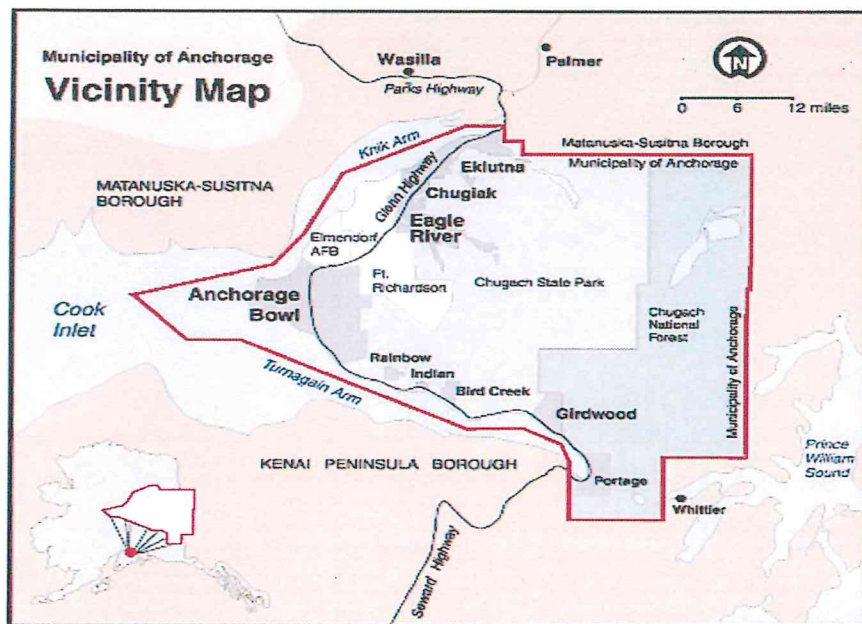 Municipality of Anchorage
Vicinity Map
Wasilla
Palmer
Parks Highway
N
0 6 12 miles
Knik Arm
Matanuska-Susitna Borough
Municipality of Anchorage
MATANUSKA-SUSITNA
BOROUGH
Glenn Highway
Eklutna
Chugiak
Eagle
River
Elmendorf
AFB
Ft.
Richardson
Chugach State Park
Cook
Inlet
Anchorage
Bowl
Chugach
National
Forest
Municipality of Anchorage
Rainbow
Indian
Bird Creek
Turnagain Arm
Girdwood
KENAI PENINSULA BOROUGH
Portage
Prince
William
Sound
Whittier
Seward Highway